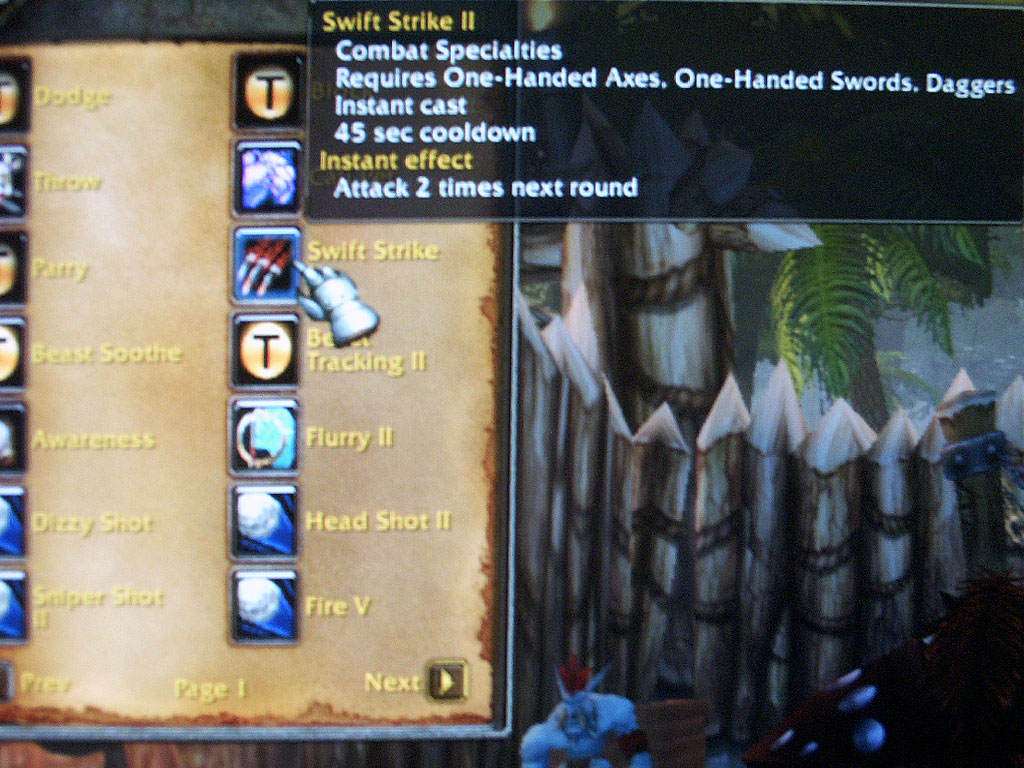 Swift Strike II
Combat Specialties
Requires One-Handed Axes, One-Handed Swords, Daggers
Instant cast
45 sec cooldown
Instant effect
Attack 2 times next round
Dodge
T
Throw
Parry
Swift Strike
Beast Soothe
T
Beast
Tracking II
Awareness
Flurry II
Dizzy Shot
Head Shot II
Sniper Shot
II
Fire V
Prev
Page 1
Next